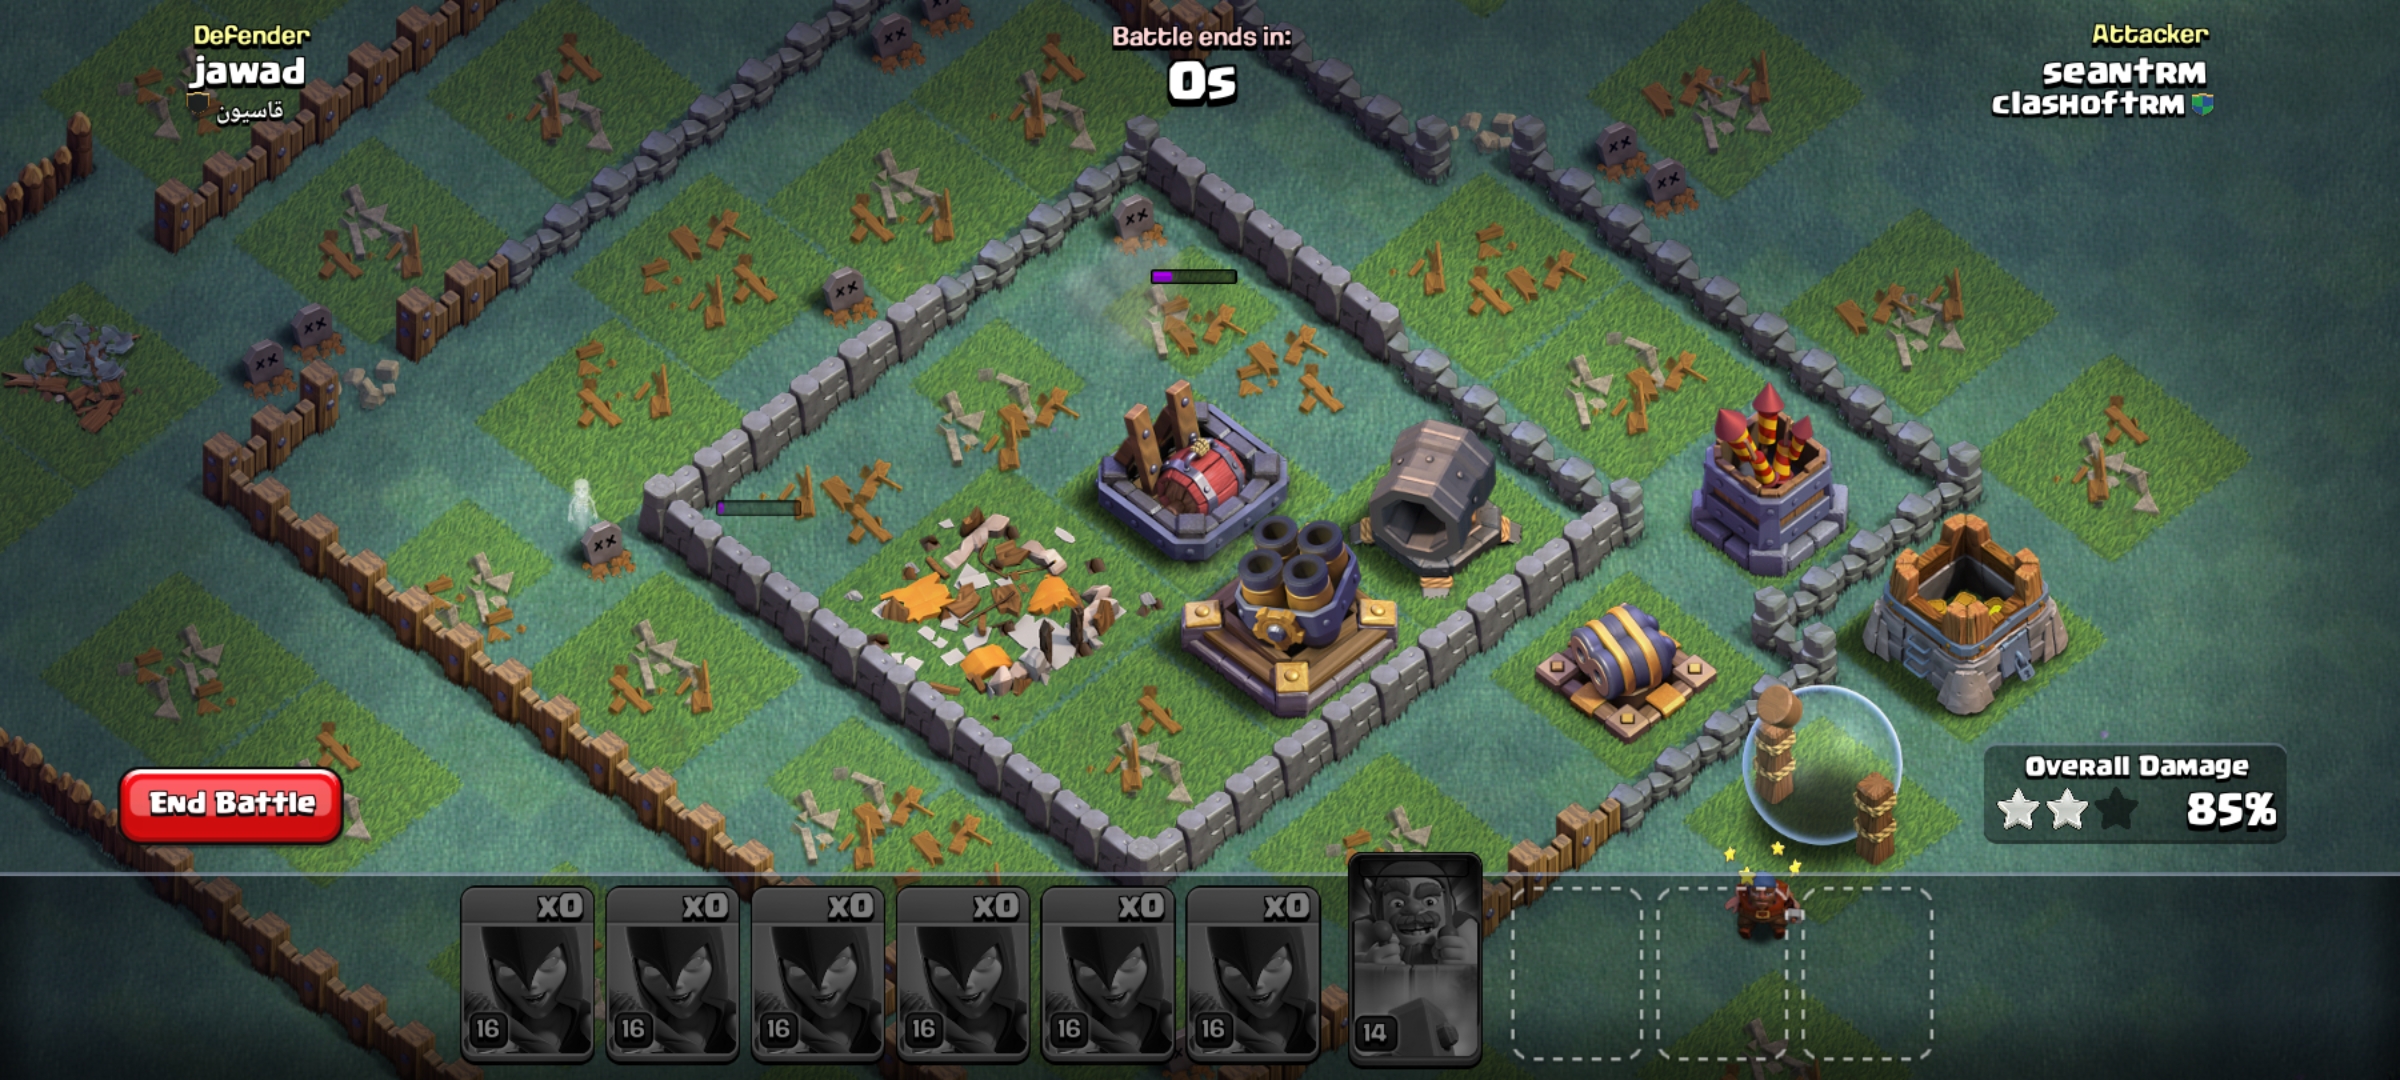 Defender
jawad
قاسيون
Battle ends in:
0s
Attacker
seantrm
clashoftrm
End Battle
Overall Damage
85%
x0
x0
x0
x0
x0
x0
16
16
16
16
16
16
14